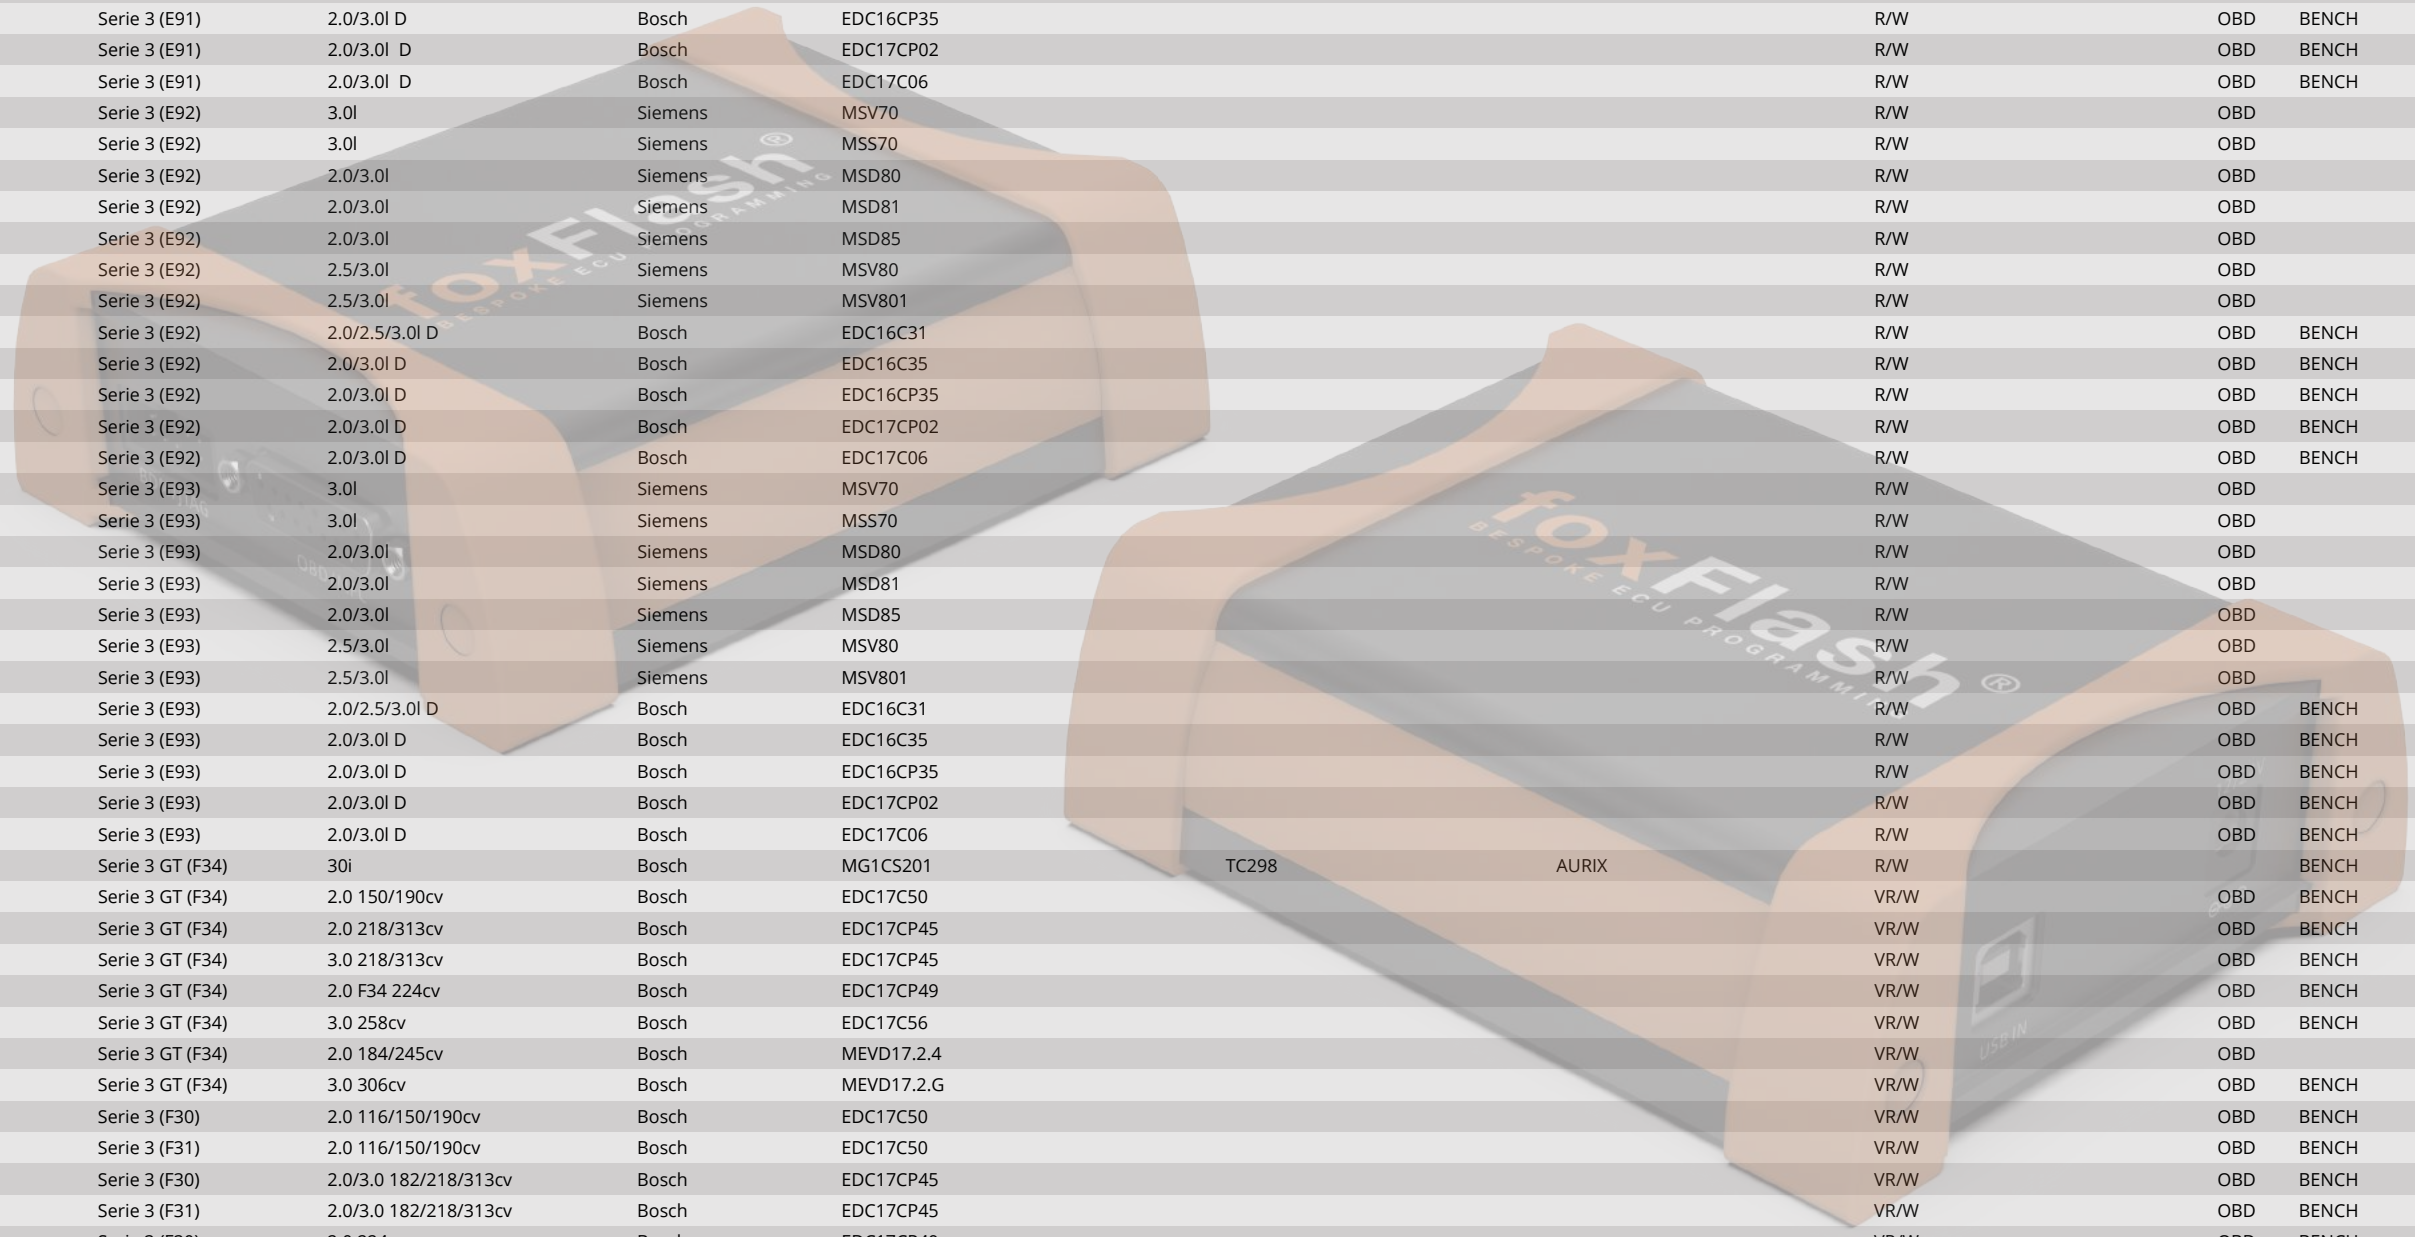 Serie 3 (E91) 2.0/3.0l D Bosch EDC16CP35 R/W OBD BENCH
Serie 3 (E91) 2.0/3.0l D Bosch EDC17CP02 R/W OBD BENCH
Serie 3 (E91) 2.0/3.0l D Bosch EDC17C06 R/W OBD BENCH
Serie 3 (E92) 3.0l Siemens MSV70 R/W OBD
Serie 3 (E92) 3.0l Siemens MSS70 R/W OBD
Serie 3 (E92) 2.0/3.0l Siemens MSD80 R/W OBD
Serie 3 (E92) 2.0/3.0l Siemens MSD81 R/W OBD
Serie 3 (E92) 2.0/3.0l Siemens MSD85 R/W OBD
Serie 3 (E92) 2.5/3.0l Siemens MSV80 R/W OBD
Serie 3 (E92) 2.5/3.0l Siemens MSV801 R/W OBD
Serie 3 (E92) 2.0/2.5/3.0l D Bosch EDC16C31 R/W OBD BENCH
Serie 3 (E92) 2.0/3.0l D Bosch EDC16C35 R/W OBD BENCH
Serie 3 (E92) 2.0/3.0l D Bosch EDC16CP35 R/W OBD BENCH
Serie 3 (E92) 2.0/3.0l D Bosch EDC17CP02 R/W OBD BENCH
Serie 3 (E92) 2.0/3.0l D Bosch EDC17C06 R/W OBD BENCH
Serie 3 (E93) 3.0l Siemens MSV70 R/W OBD
Serie 3 (E93) 3.0l Siemens MSS70 R/W OBD
Serie 3 (E93) 2.0/3.0l Siemens MSD80 R/W OBD
Serie 3 (E93) 2.0/3.0l Siemens MSD81 R/W OBD
Serie 3 (E93) 2.0/3.0l Siemens MSD85 R/W OBD
Serie 3 (E93) 2.5/3.0l Siemens MSV80 R/W OBD
Serie 3 (E93) 2.5/3.0l Siemens MSV801 R/W OBD
Serie 3 (E93) 2.0/2.5/3.0l D Bosch EDC16C31 R/W OBD BENCH
Serie 3 (E93) 2.0/3.0l D Bosch EDC16C35 R/W OBD BENCH
Serie 3 (E93) 2.0/3.0l D Bosch EDC16CP35 R/W OBD BENCH
Serie 3 (E93) 2.0/3.0l D Bosch EDC17CP02 R/W OBD BENCH
Serie 3 (E93) 2.0/3.0l D Bosch EDC17C06 R/W OBD BENCH
Serie 3 GT (F34) 30i Bosch MG1CS201 TC298 AURIX R/W BENCH
Serie 3 GT (F34) 2.0 150/190cv Bosch EDC17C50 VR/W OBD BENCH
Serie 3 GT (F34) 2.0 218/313cv Bosch EDC17CP45 VR/W OBD BENCH
Serie 3 GT (F34) 3.0 218/313cv Bosch EDC17CP45 VR/W OBD BENCH
Serie 3 GT (F34) 2.0 F34 224cv Bosch EDC17CP49 VR/W OBD BENCH
Serie 3 GT (F34) 3.0 258cv Bosch EDC17C56 VR/W OBD BENCH
Serie 3 GT (F34) 2.0 184/245cv Bosch MEVD17.2.4 VR/W OBD
Serie 3 GT (F34) 3.0 306cv Bosch MEVD17.2.G VR/W OBD BENCH
Serie 3 (F30) 2.0 116/150/190cv Bosch EDC17C50 VR/W OBD BENCH
Serie 3 (F31) 2.0 116/150/190cv Bosch EDC17C50 VR/W OBD BENCH
Serie 3 (F30) 2.0/3.0 182/218/313cv Bosch EDC17CP45 VR/W OBD BENCH
Serie 3 (F31) 2.0/3.0 182/218/313cv Bosch EDC17CP45 VR/W OBD BENCH
foxFlash®
BESPOKE ECU PROGRAMMING
foxFlash®
BESPOKE ECU PROGRAMMING
USB IN